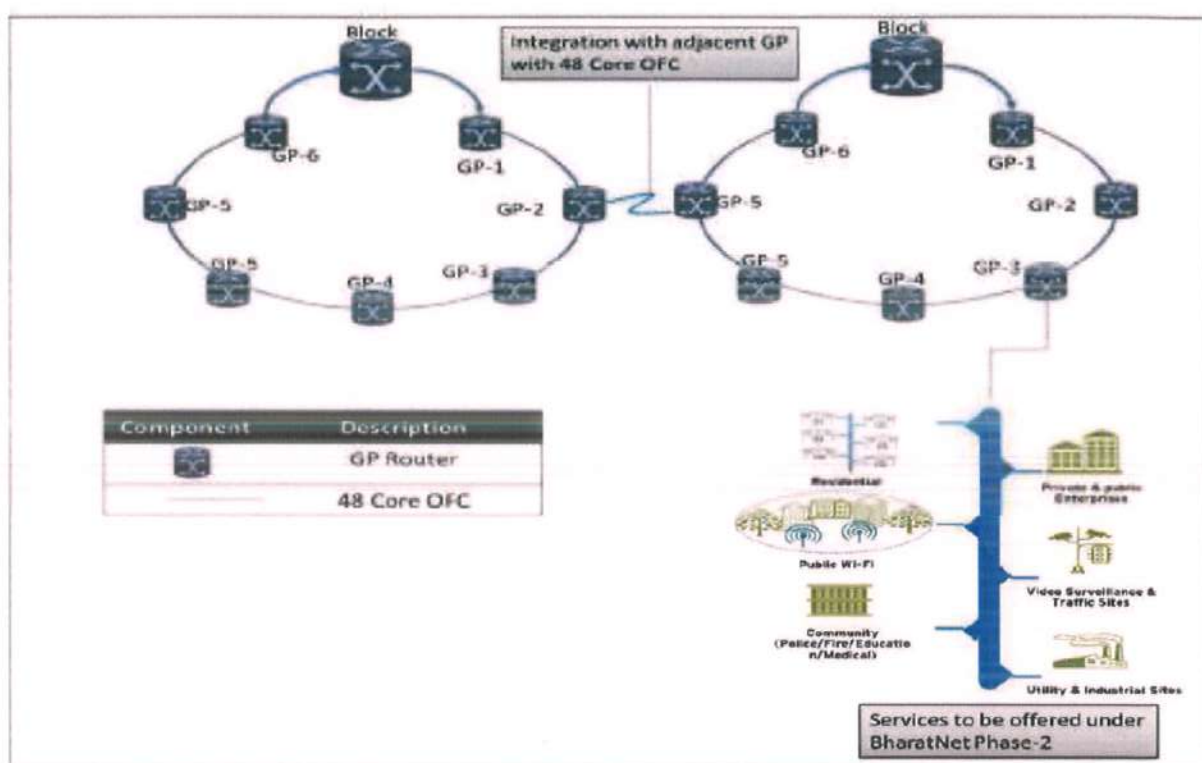 Block
Integration with adjacent GP
with 48 Core OFC
Block
GP-6
GP-1
GP-5
GP-2
GP-5
GP-4
GP-3
GP-6
GP-1
GP-5
GP-2
GP-5
GP-4
GP-3
Component Description
GP Router
48 Core OFC
Residential
Private & public
Enterprises
Public Wi-Fi
Video Surveillance &
Traffic Sites
Community
(Police/Fire/Educatio
n/Medical)
Utility & Industrial Sites
Services to be offered under
BharatNet Phase-2